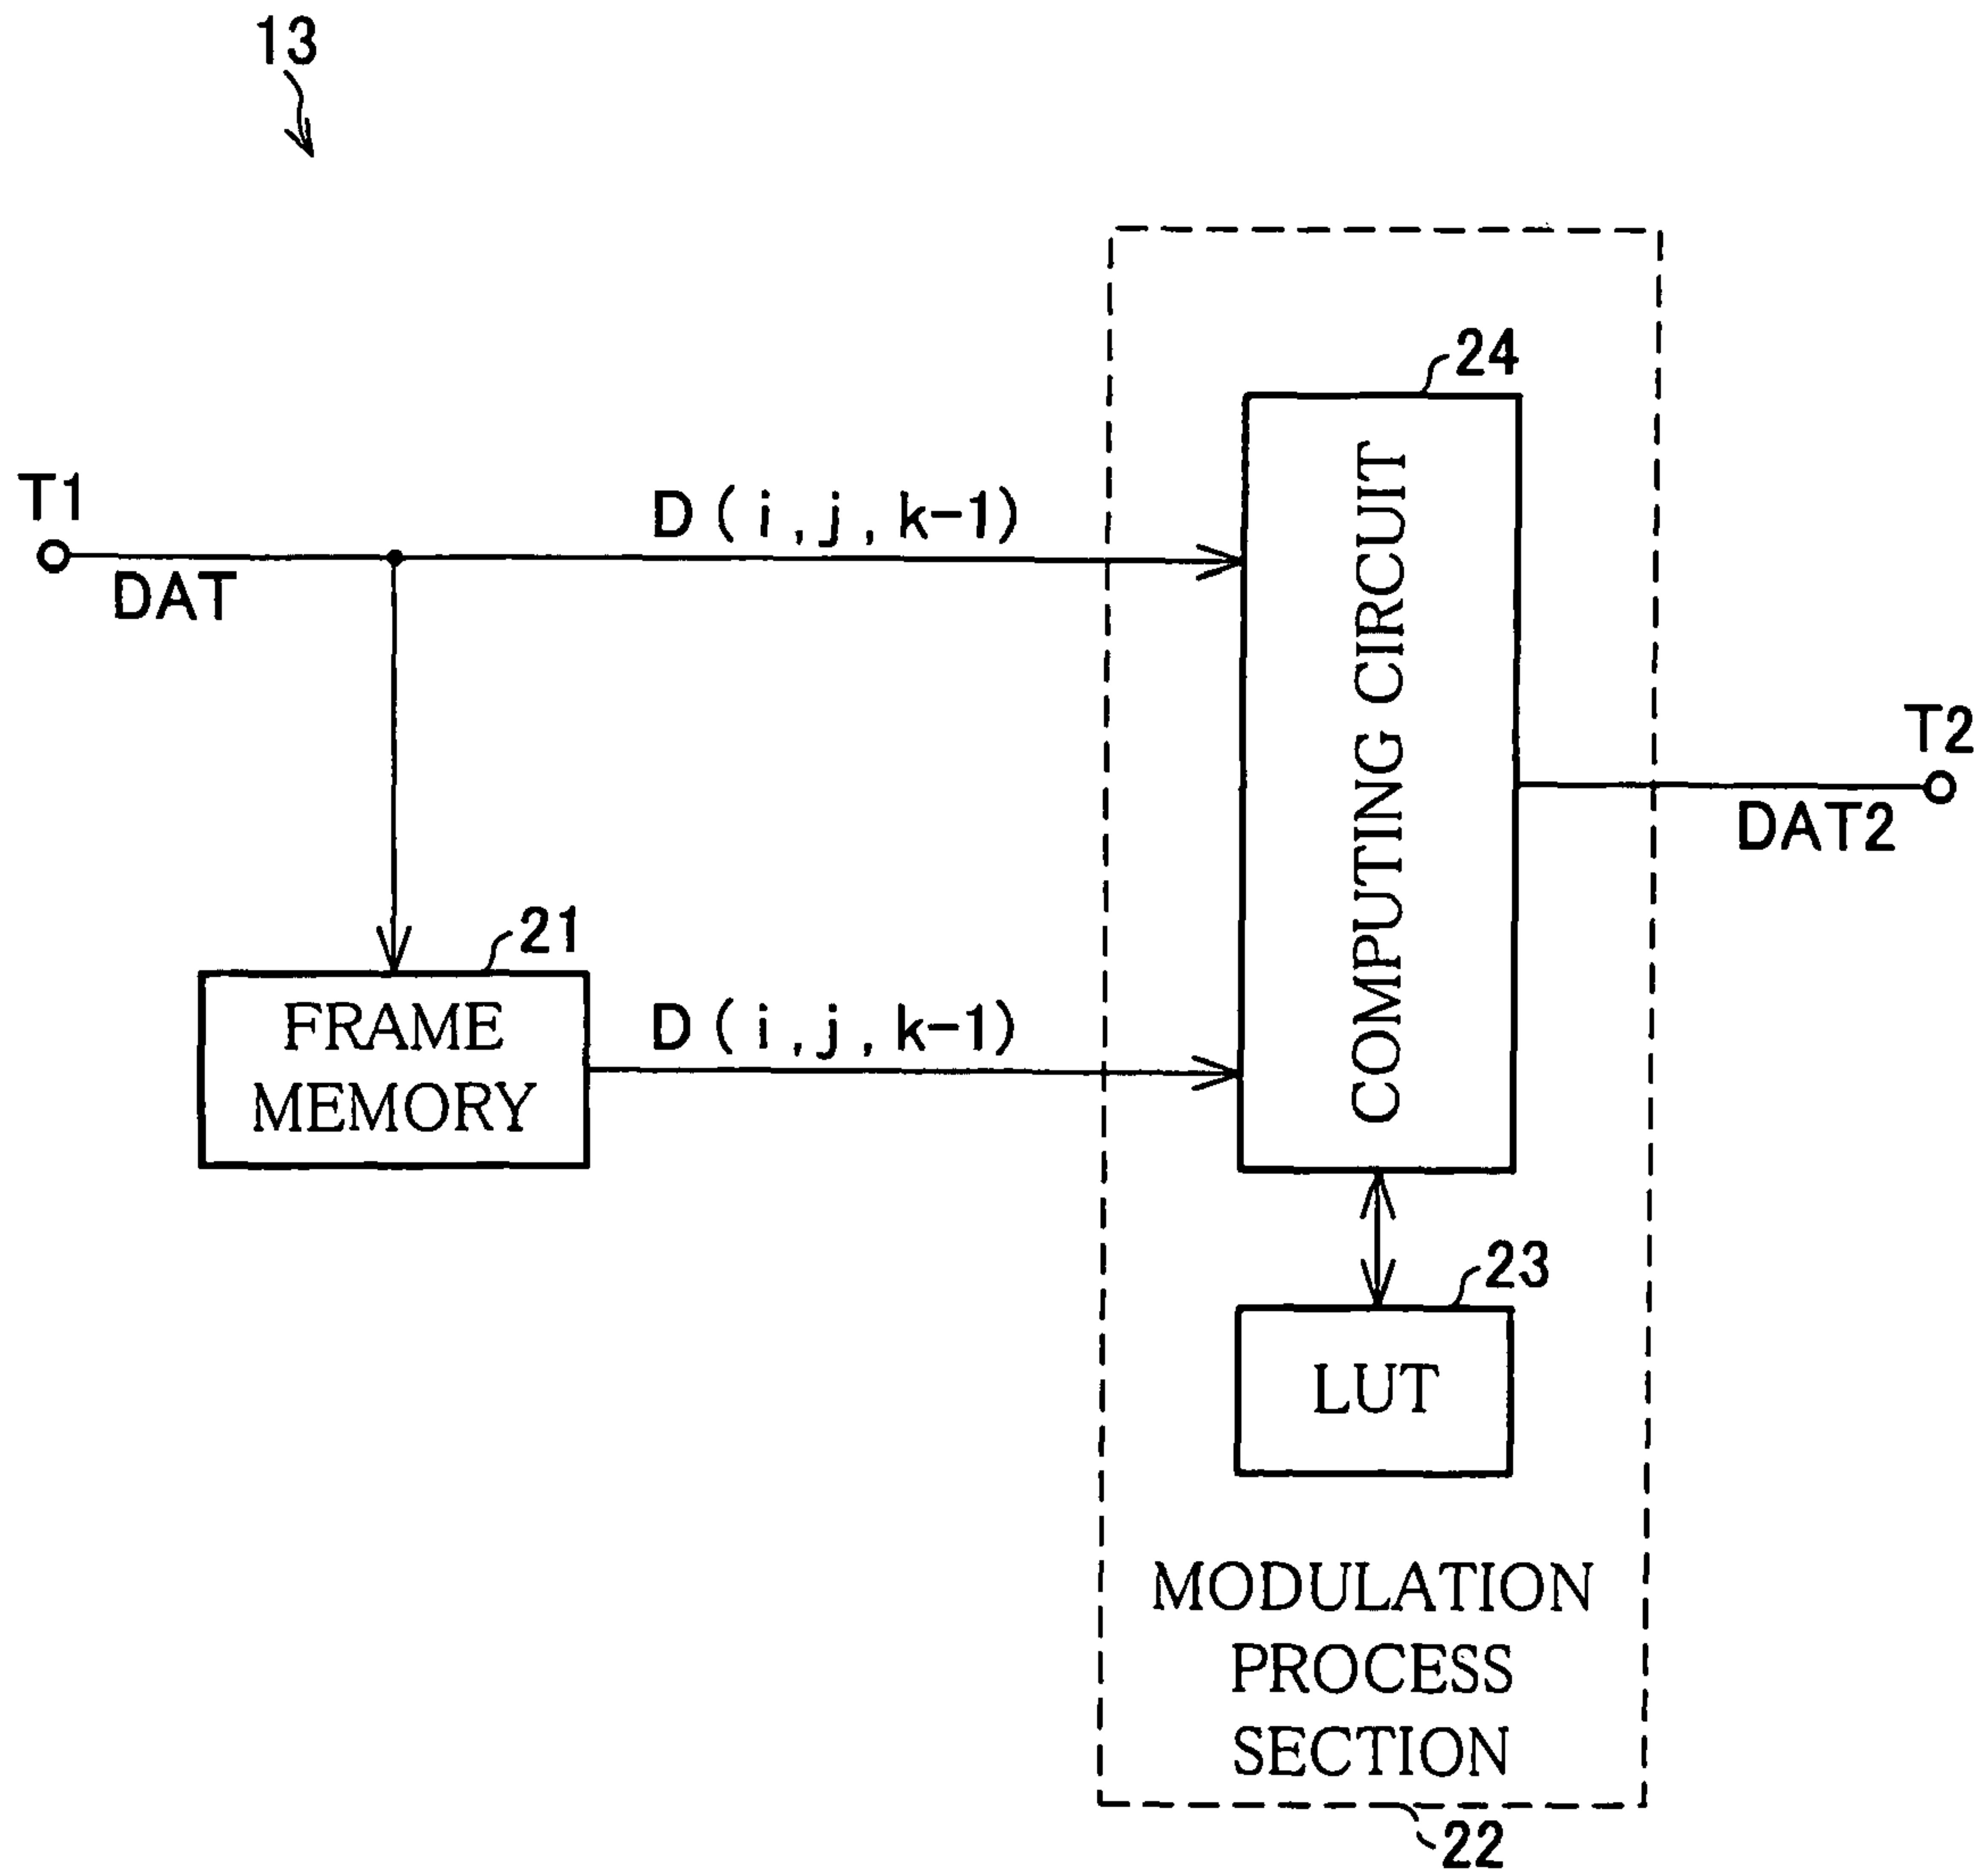 13
24
COMPUTING CIRCUIT
T1
D(i,j,k-1)
DAT
T2
DAT2
21
FRAME
MEMORY
D(i,j,k-1)
23
LUT
MODULATION
PROCESS
SECTION
22